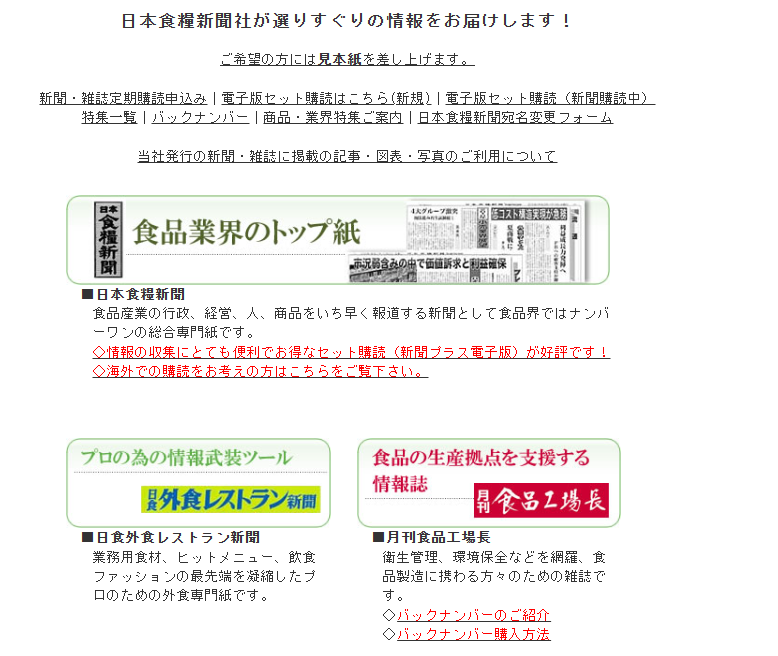 日本食糧新聞社が選りすぐりの情報をお届けします！
ご希望の方には見本紙を差し上げます。
新聞・雑誌定期購読申込み｜電子版セット購読はこちら(新規)｜電子版セット購読（新聞購読中）
特集一覧｜バックナンバー｜商品・業界特集ご案内｜日本食糧新聞宛名変更フォーム
当社発行の新聞・雑誌に掲載の記事・図表・写真のご利用について
日本食糧新聞
食品業界のトップ紙
4大グループ激突
低コスト構造実現が急務
市況弱含みの中で価値訴求と利益確保
■日本食糧新聞
食品産業の行政、経営、人、商品をいち早く報道する新聞として食品界ではナンバ
ーワンの総合専門紙です。
◇情報の収集にとても便利でお得なセット購読（新聞プラス電子版）が好評です！
◇海外での購読をお考えの方はこちらをご覧下さい。
プロの為の情報武装ツール
日食外食レストラン新聞
■日食外食レストラン新聞
業務用食材、ヒットメニュー、飲食
ファッションの最先端を凝縮したプ
ロのための外食専門紙です。
食品の生産拠点を支援する
情報誌
月刊食品工場長
■月刊食品工場長
衛生管理、環境保全などを網羅、食
品製造に携わる方々のための雑誌で
す。
◇バックナンバーのご紹介
◇バックナンバー購入方法